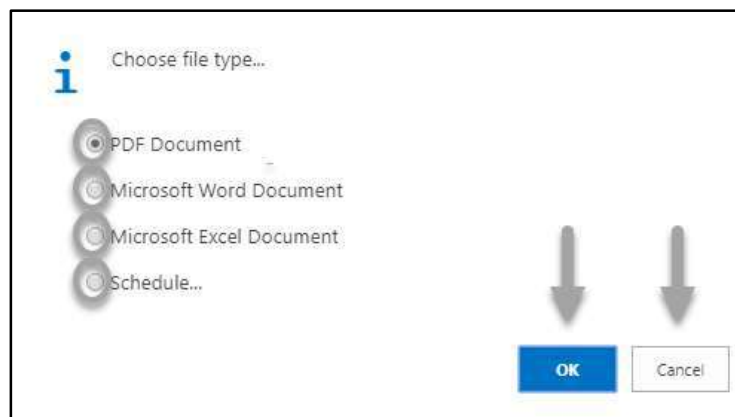 Choose file type...
PDF Document
Microsoft Word Document
Microsoft Excel Document
Schedule...
OK Cancel